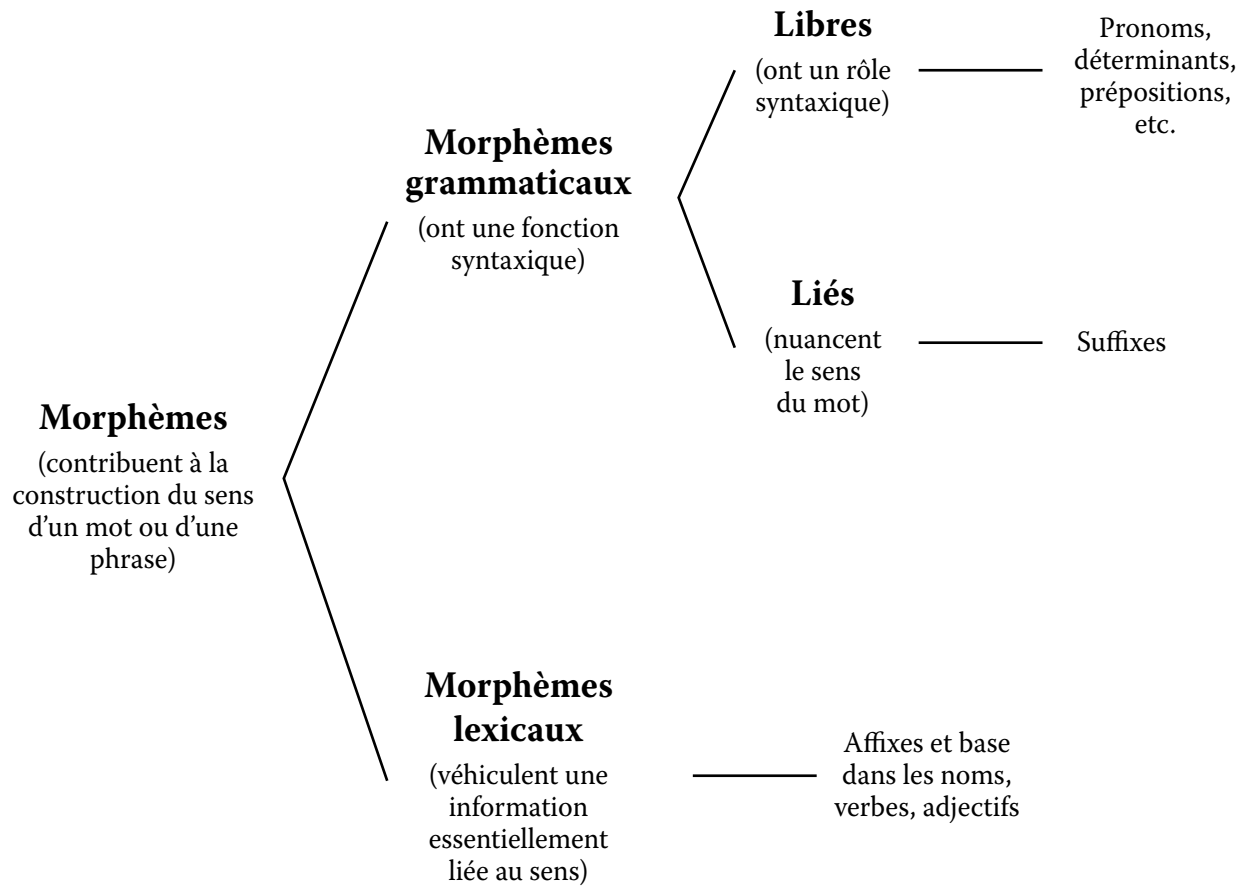 Libres
(ont un rôle
syntaxique)
Pronoms,
déterminants,
prépositions,
etc.
Morphèmes
grammaticaux
(ont une fonction
syntaxique)
Liés
(nuancent
le sens
du mot)
Suffixes
Morphèmes
(contribuent à la
construction du sens
d’un mot ou d’une
phrase)
Morphèmes
lexicaux
(véhiculent une
information
essentiellement
liée au sens)
Affixes et base
dans les noms,
verbes, adjectifs